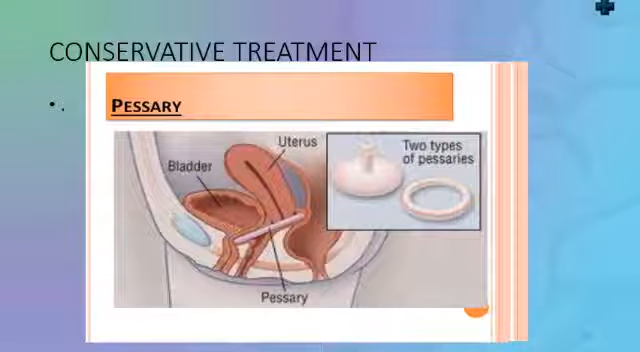 CONSERVATIVE TREATMENT
• .
PESSARY
Uterus
Bladder
Two types
of pessaries
Pessary